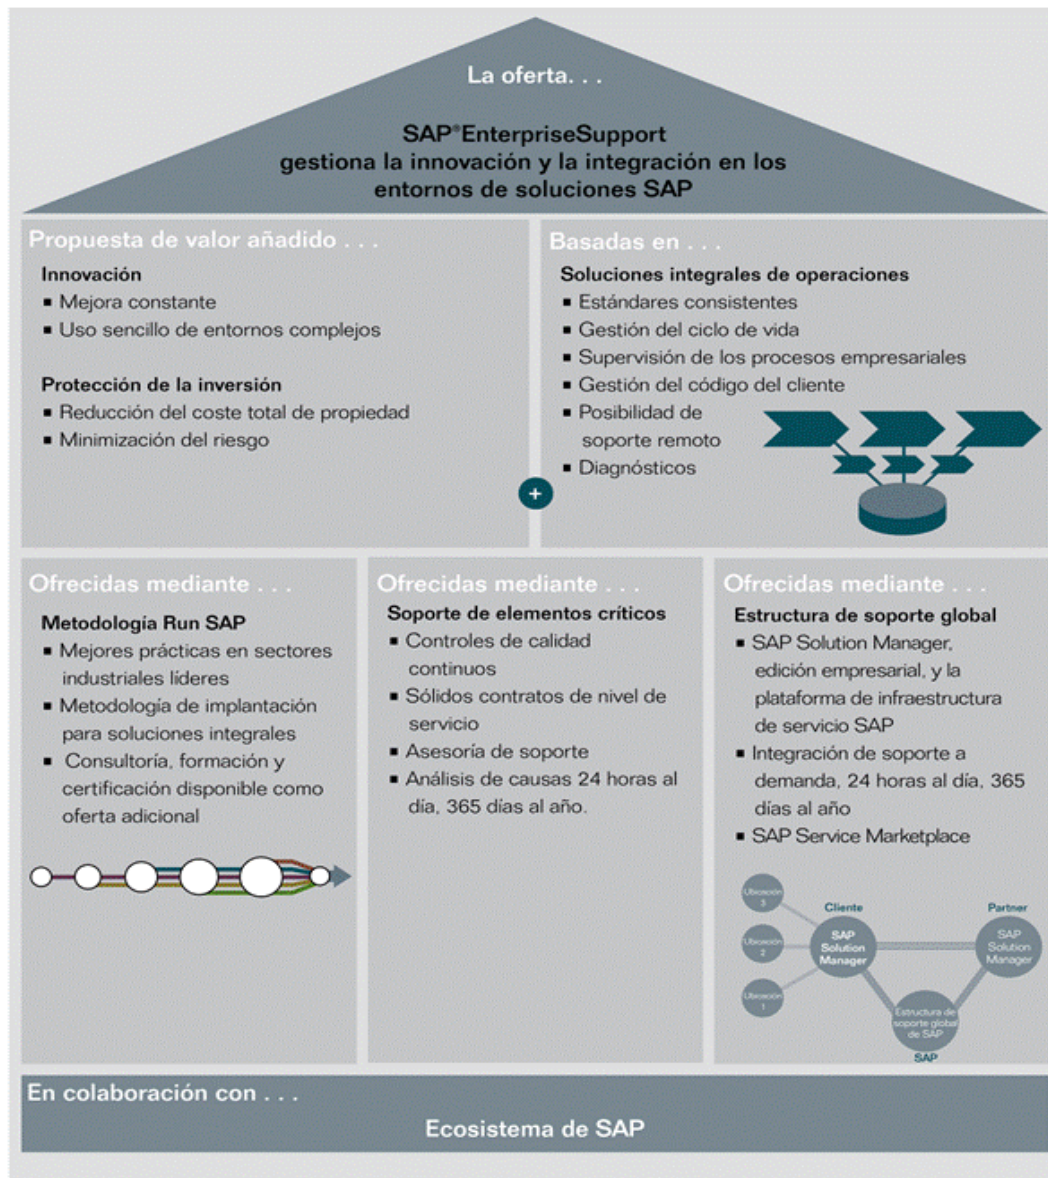 La oferta. . .
SAP®EnterpriseSupport
gestiona la innovación y la integración en los
entornos de soluciones SAP
Propuesta de valor añadido . . .
Innovación
▪ Mejora constante
▪ Uso sencillo de entornos complejos
Protección de la inversión
▪ Reducción del coste total de propiedad
▪ Minimización del riesgo
+
Basadas en . . .
Soluciones integrales de operaciones
▪ Estándares consistentes
▪ Gestión del ciclo de vida
▪ Supervisión de los procesos empresariales
▪ Gestión del código del cliente
▪ Posibilidad de
soporte remoto
▪ Diagnósticos
Ofrecidas mediante . . .
Metodología Run SAP
▪ Mejores prácticas en sectores
industriales líderes
▪ Metodología de implantación
para soluciones integrales
▪ Consultoría, formación y
certificación disponible como
oferta adicional
Ofrecidas mediante . . .
Soporte de elementos críticos
▪ Controles de calidad
continuos
▪ Sólidos contratos de nivel de
servicio
▪ Asesoría de soporte
▪ Análisis de causas 24 horas al
día, 365 días al año.
Ofrecidas mediante . . .
Estructura de soporte global
▪ SAP Solution Manager,
edición empresarial, y la
plataforma de infraestructura
de servicio SAP
▪ Integración de soporte a
demanda, 24 horas al día, 365
días al año
▪ SAP Service Marketplace
Ubicación
3
Ubicación
2
Ubicación
1
Cliente
SAP
Solution
Manager
Partner
SAP
Solution
Manager
Estructura de
soporte global
de SAP
SAP
En colaboración con . . .
Ecosistema de SAP